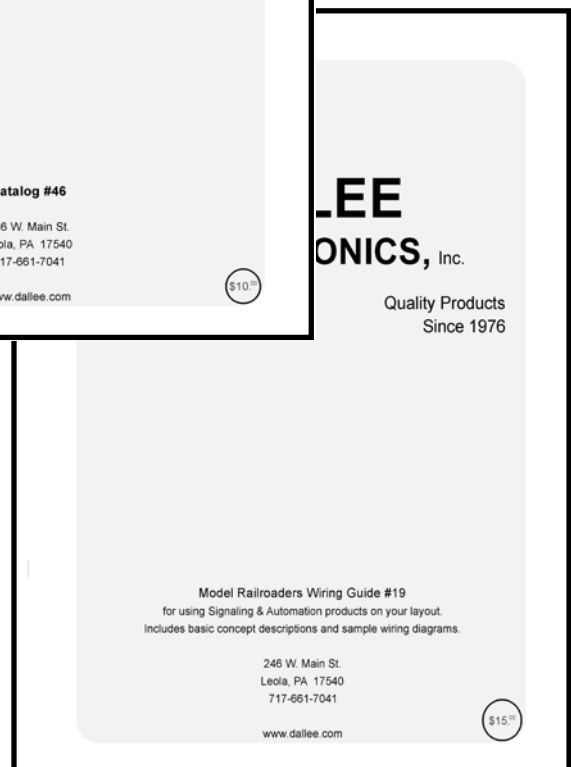 atalog #46
6 W. Main St.
ola, PA 17540
17-661-7041
ww.dallee.com
$10.00
LEE
ONICS, Inc.
Quality Products
Since 1976
Model Railroaders Wiring Guide #19
for using Signaling & Automation products on your layout.
Includes basic concept descriptions and sample wiring diagrams.
246 W. Main St.
Leola, PA 17540
717-661-7041
www.dallee.com
$15.00